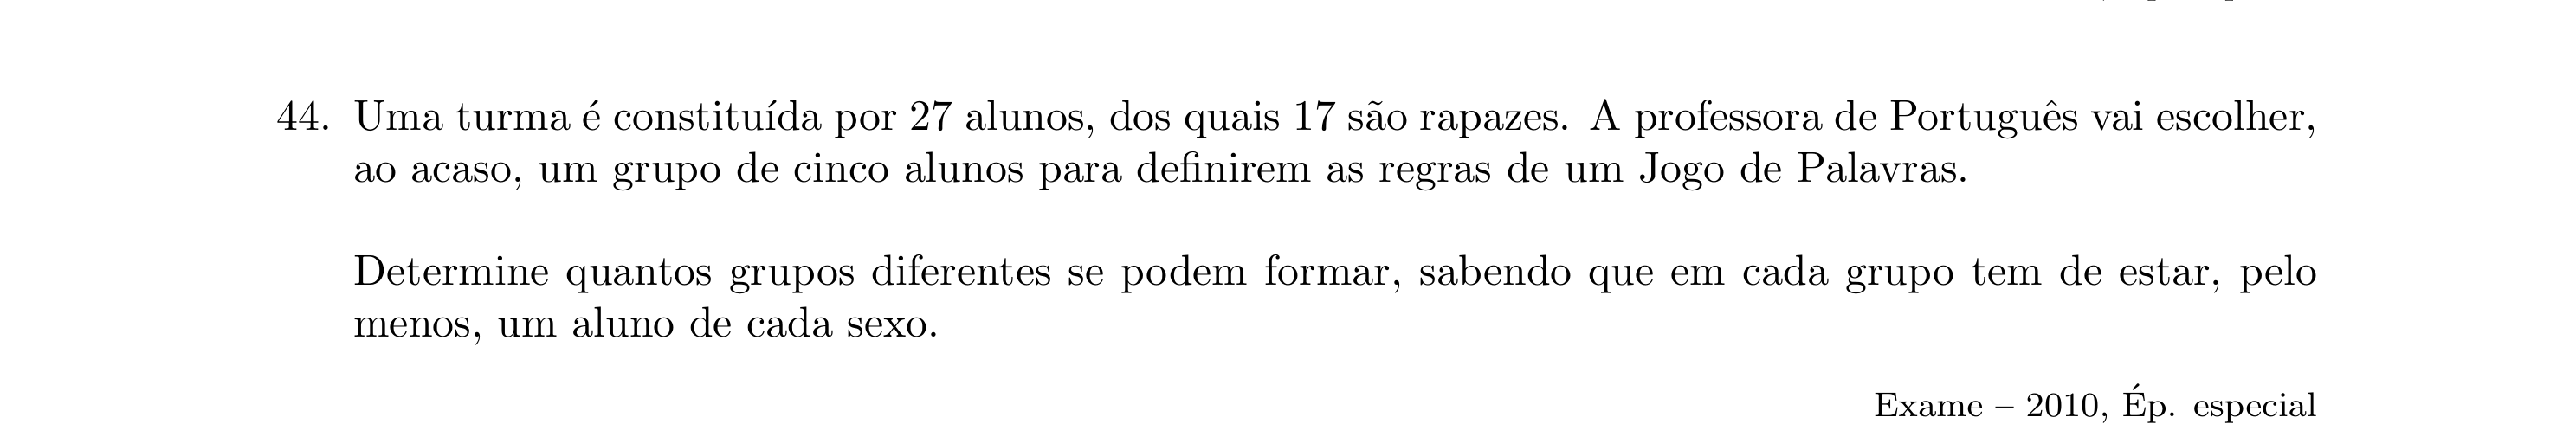 44. Uma turma é constituída por 27 alunos, dos quais 17 são rapazes. A professora de Português vai escolher,
ao acaso, um grupo de cinco alunos para definirem as regras de um Jogo de Palavras.
Determine quantos grupos diferentes se podem formar, sabendo que em cada grupo tem de estar, pelo
menos, um aluno de cada sexo.
Exame – 2010, Ép. especial